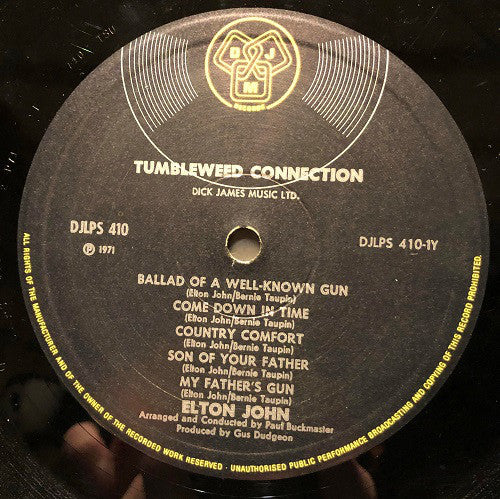 DJM
RECORDS
TUMBLEWEED CONNECTION
DICK JAMES MUSIC LTD.
DJLPS 410
℗ 1971
DJLPS 410-1Y
BALLAD OF A WELL-KNOWN GUN
(Elton John/Bernie Taupin)
COME DOWN IN TIME
(Elton John/Bernie Taupin)
COUNTRY COMFORT
(Elton John/Bernie Taupin)
SON OF YOUR FATHER
(Elton John/Bernie Taupin)
MY FATHER'S GUN
(Elton John/Bernie Taupin)
ELTON JOHN
Arranged and Conducted by Paul Buckmaster
Produced by Gus Dudgeon
ALL RIGHTS OF THE MANUFACTURER AND OF THE OWNER OF THE RECORDED WORK RESERVED · UNAUTHORISED PUBLIC PERFORMANCE BROADCASTING AND COPYING OF THIS RECORD PROHIBITED.